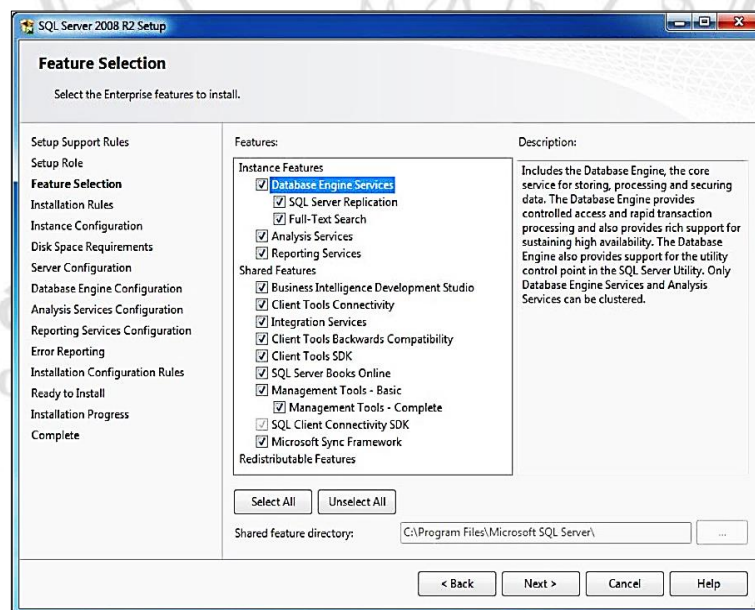 SQL Server 2008 R2 Setup
Feature Selection
Select the Enterprise features to install.
Setup Support Rules
Setup Role
Feature Selection
Installation Rules
Instance Configuration
Disk Space Requirements
Server Configuration
Database Engine Configuration
Analysis Services Configuration
Reporting Services Configuration
Error Reporting
Installation Configuration Rules
Ready to Install
Installation Progress
Complete
Features:
Instance Features
Database Engine Services
SQL Server Replication
Full-Text Search
Analysis Services
Reporting Services
Shared Features
Business Intelligence Development Studio
Client Tools Connectivity
Integration Services
Client Tools Backwards Compatibility
Client Tools SDK
SQL Server Books Online
Management Tools - Basic
Management Tools - Complete
SQL Client Connectivity SDK
Microsoft Sync Framework
Redistributable Features
Description:
Includes the Database Engine, the core
service for storing, processing and securing
data. The Database Engine provides
controlled access and rapid transaction
processing and also provides rich support for
sustaining high availability. The Database
Engine also provides support for the utility
control point in the SQL Server Utility. Only
Database Engine Services and Analysis
Services can be clustered.
Select All
Unselect All
Shared feature directory:
C:\Program Files\Microsoft SQL Server\
...
< Back
Next >
Cancel
Help